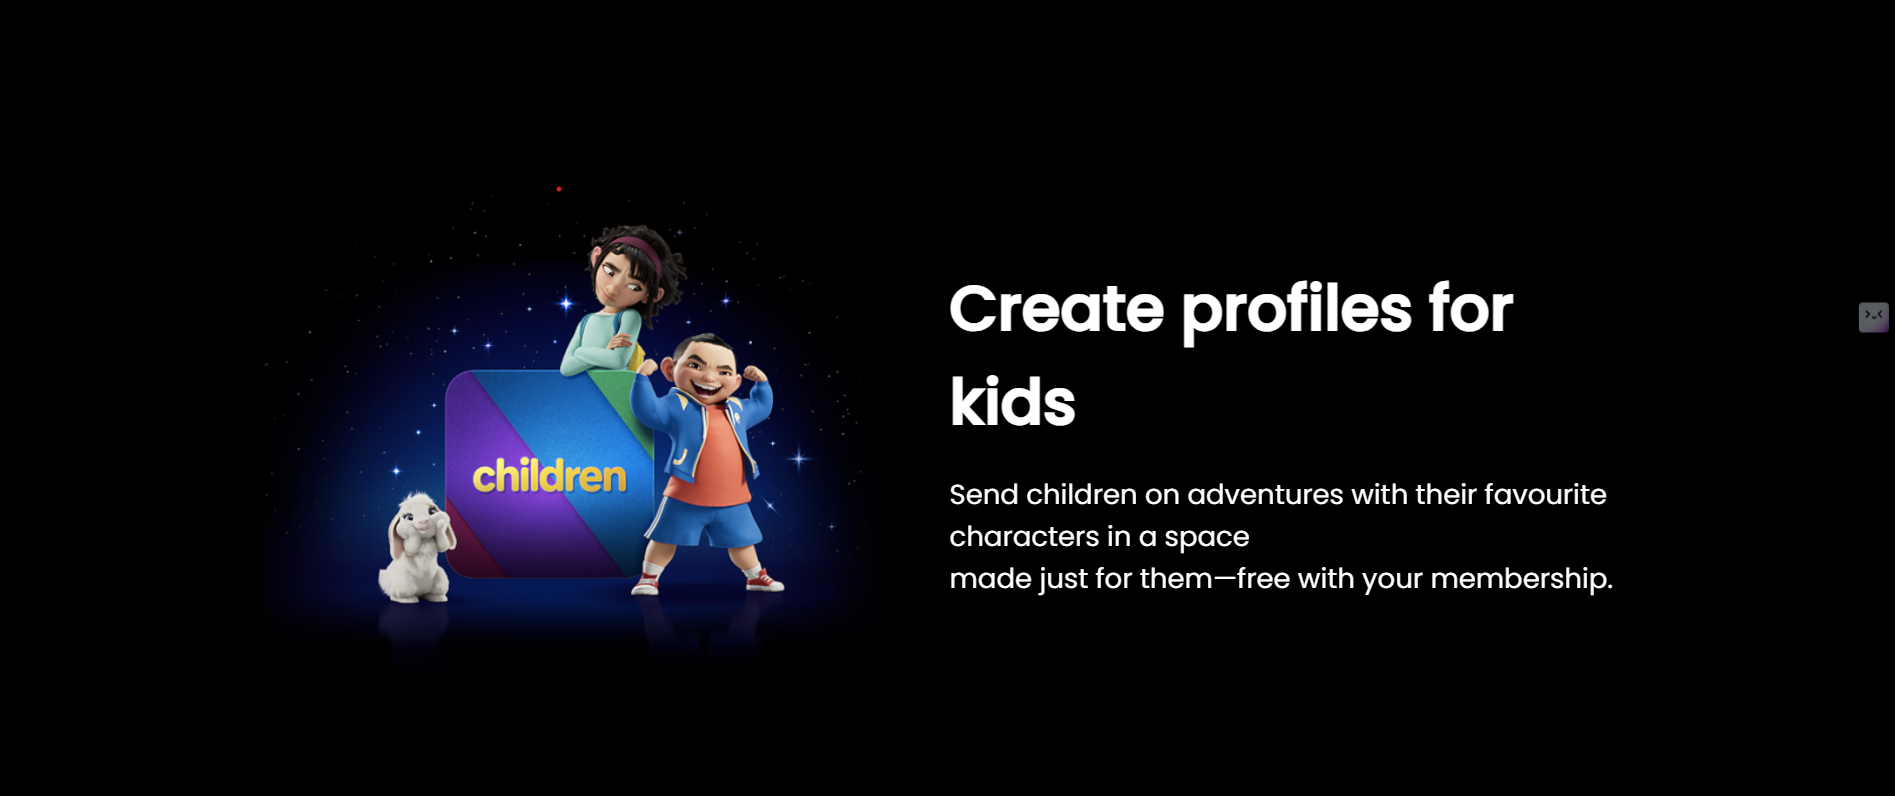 children
Create profiles for
kids
Send children on adventures with their favourite
characters in a space
made just for them—free with your membership.